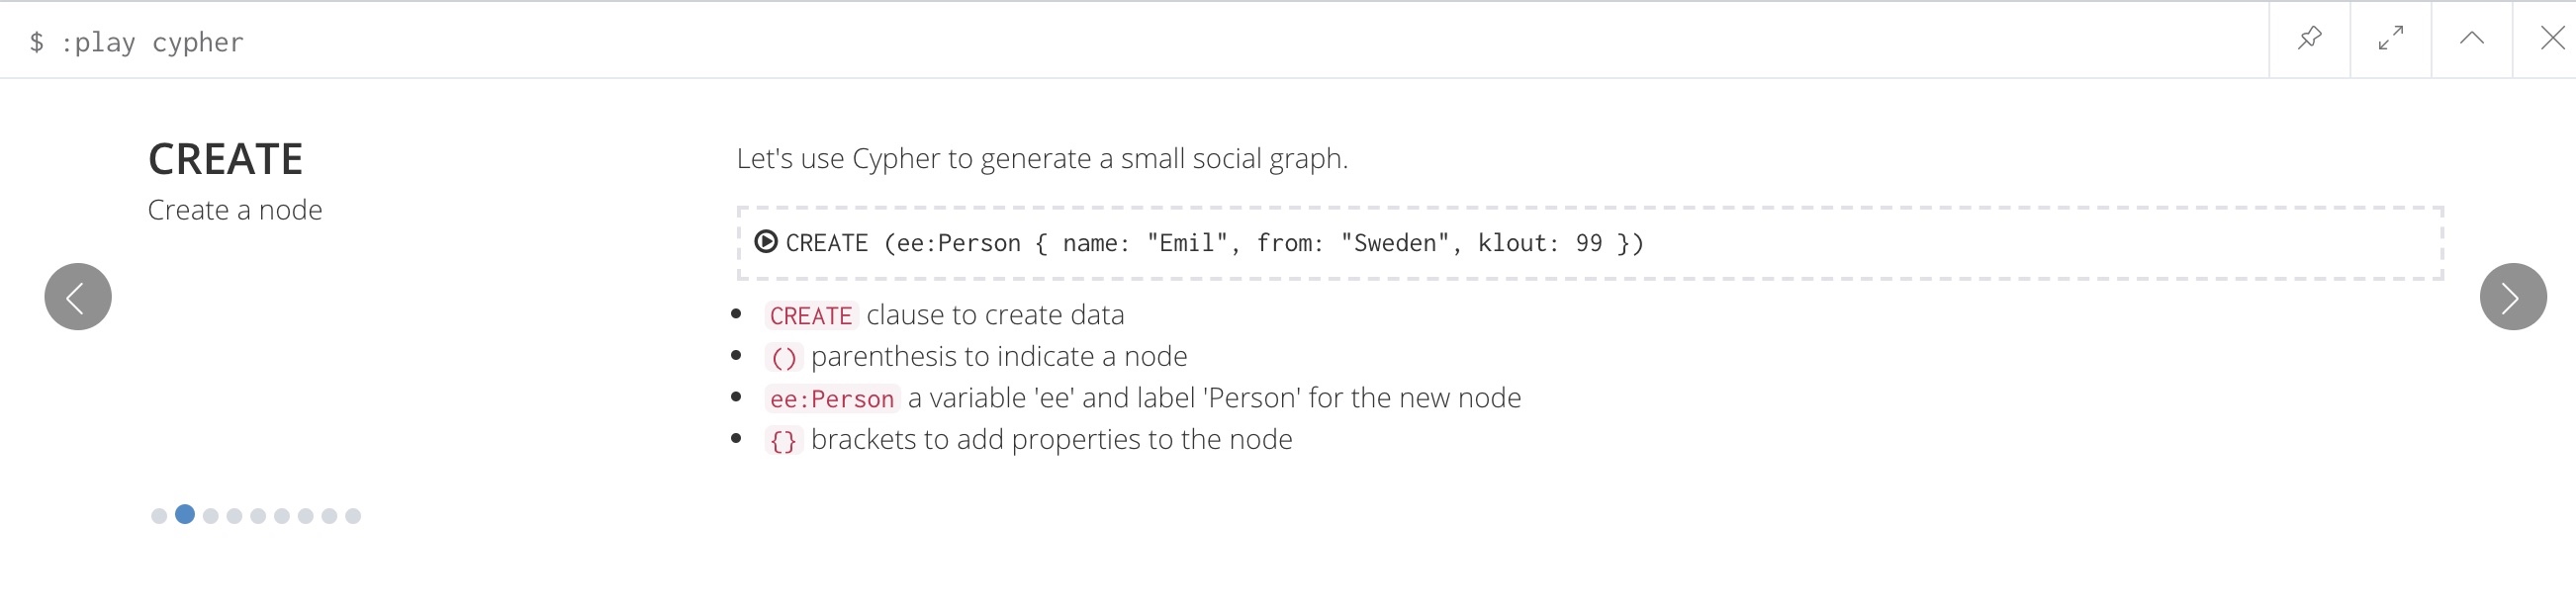 $ :play cypher
CREATE
Create a node
Let's use Cypher to generate a small social graph.
CREATE (ee:Person { name: "Emil", from: "Sweden", klout: 99 })
CREATE clause to create data
() parenthesis to indicate a node
ee:Person a variable 'ee' and label 'Person' for the new node
{} brackets to add properties to the node